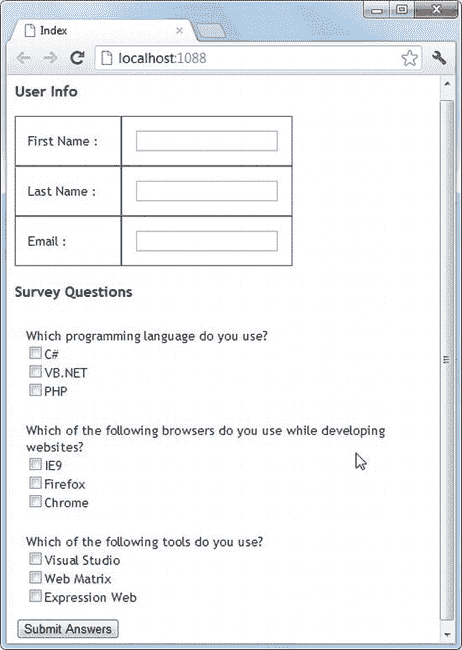 Index
localhost:1088
User Info
First Name :
Last Name :
Email :
Survey Questions
Which programming language do you use?
C#
VB.NET
PHP
Which of the following browsers do you use while developing
websites?
IE9
Firefox
Chrome
Which of the following tools do you use?
Visual Studio
Web Matrix
Expression Web
Submit Answers